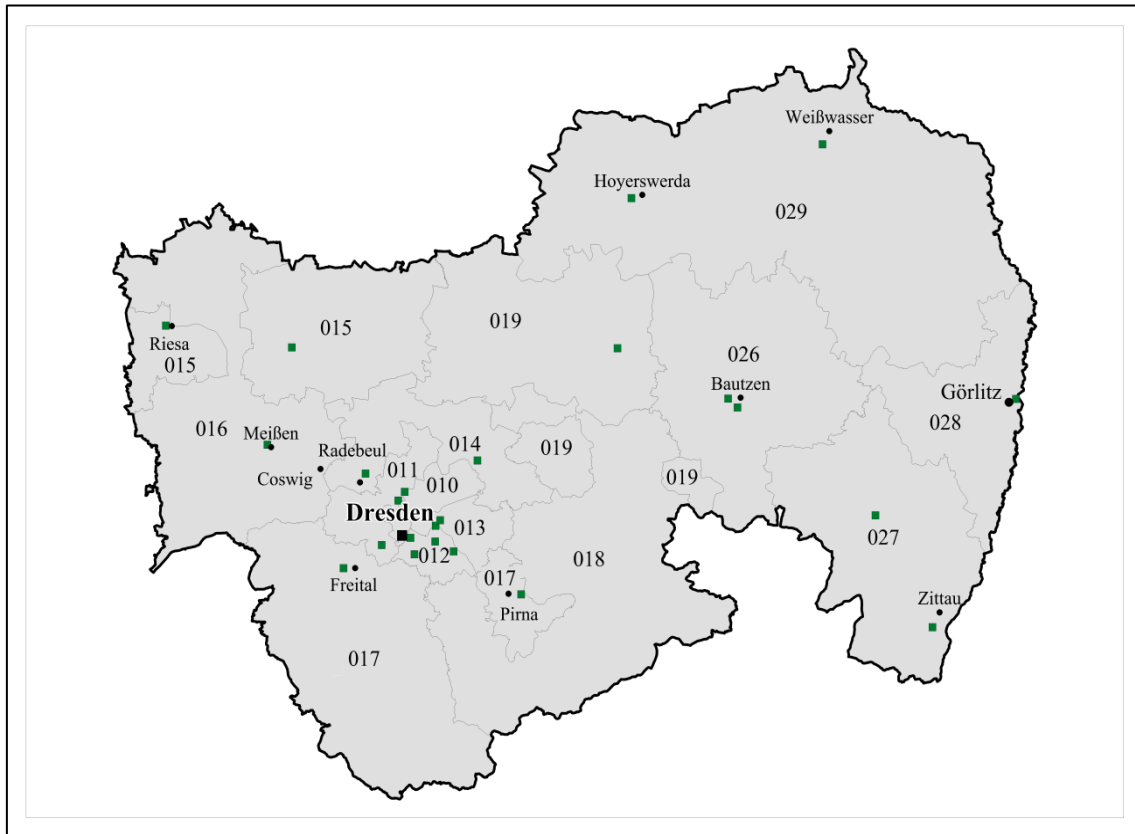 Weißwasser
Hoyerswerda
029
015
019
Riesa
015
026
Bautzen
Görlitz
028
016
Meißen
014
019
Radebeul
011
Coswig
010
019
Dresden
013
027
012
018
017
Freital
Pirna
Zittau
017